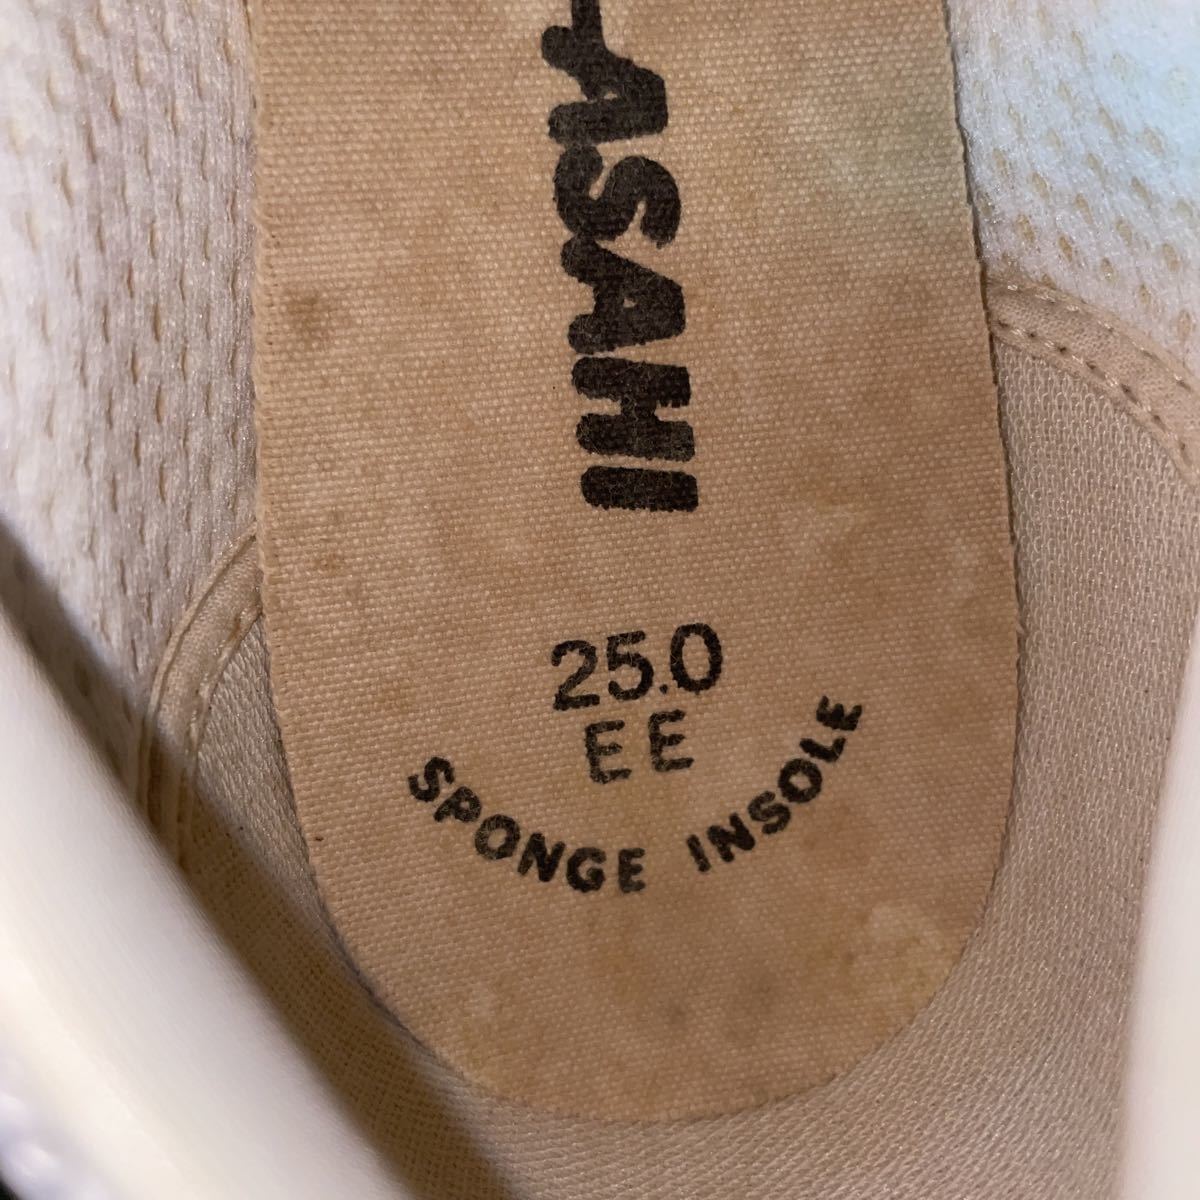 ASAHI
25.0
EE
SPONGE INSOLE